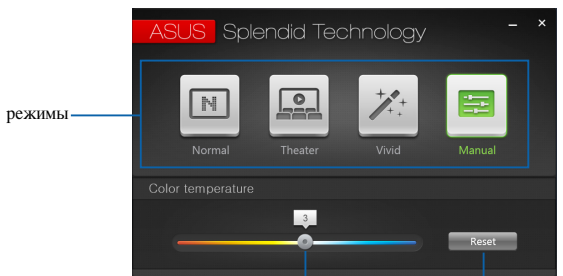 ASUS Splendid Technology
режимы
Normal Theater Vivid Manual
Color temperature
3
Reset